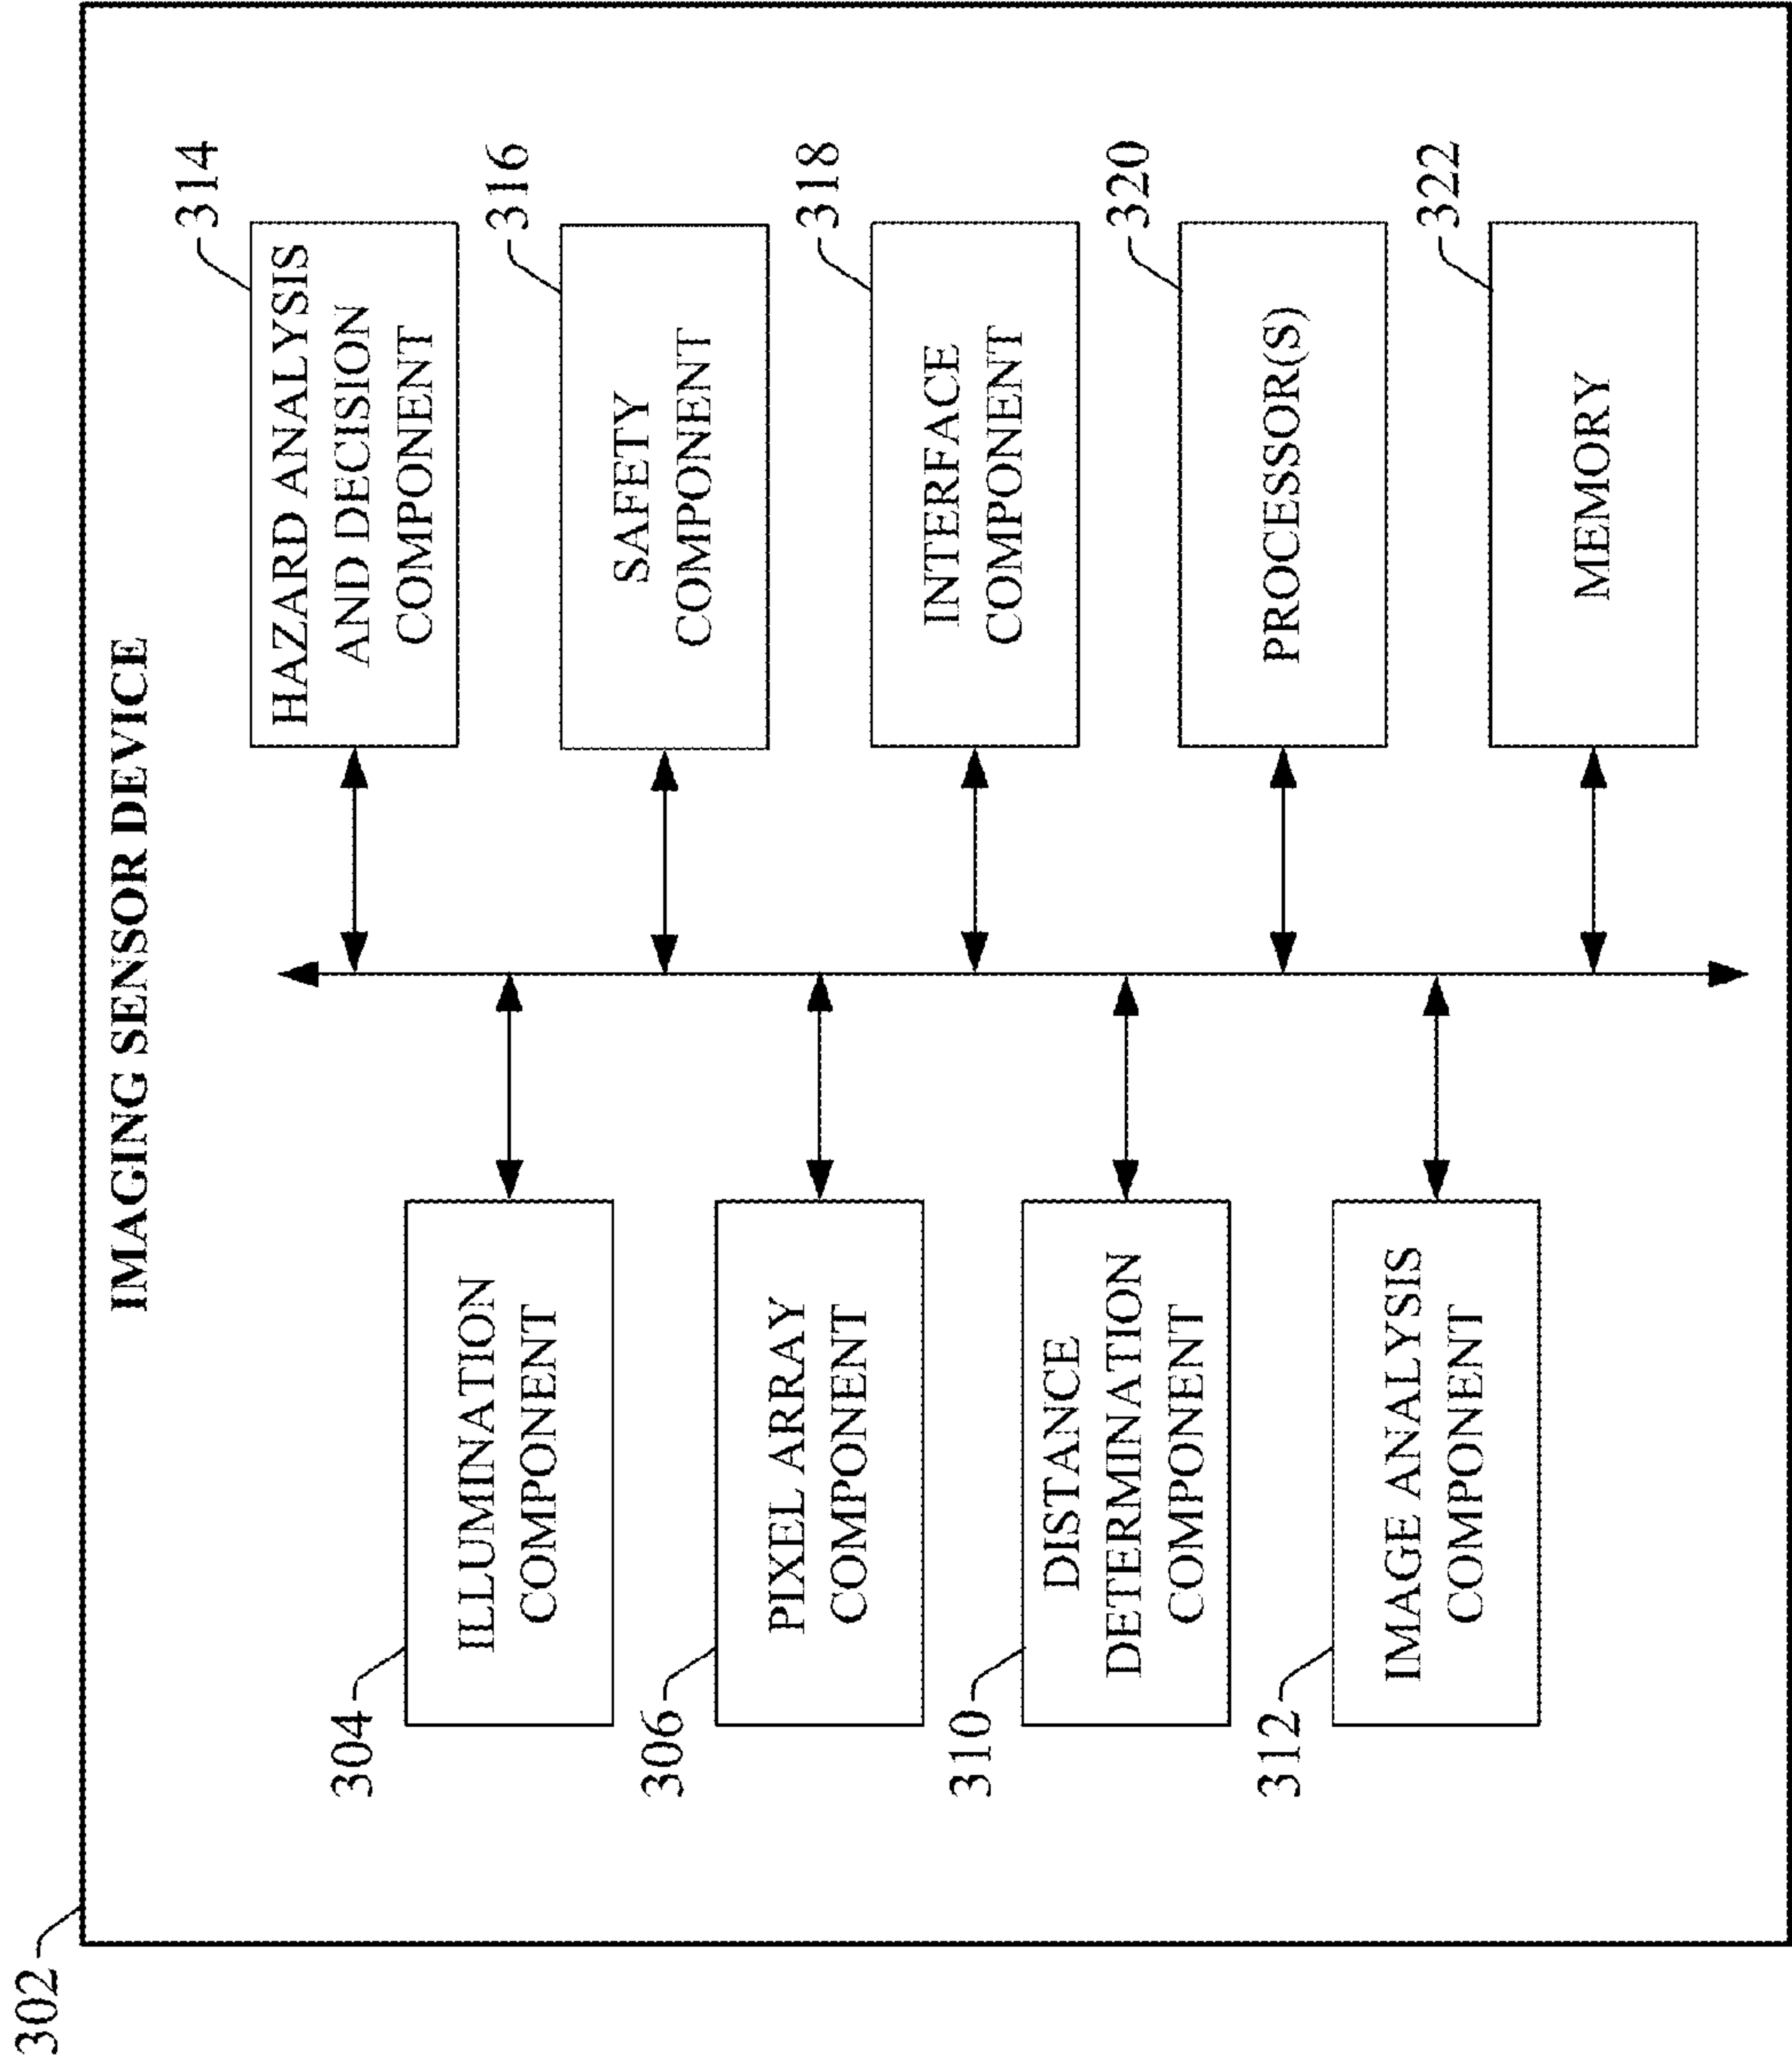 302
IMAGING SENSOR DEVICE
304
ILLUMINATION
COMPONENT
306
PIXEL ARRAY
COMPONENT
310
DISTANCE
DETERMINATION
COMPONENT
312
IMAGE ANALYSIS
COMPONENT
314
HAZARD ANALYSIS
AND DECISION
COMPONENT
316
SAFETY
COMPONENT
318
INTERFACE
COMPONENT
320
PROCESSOR(S)
322
MEMORY